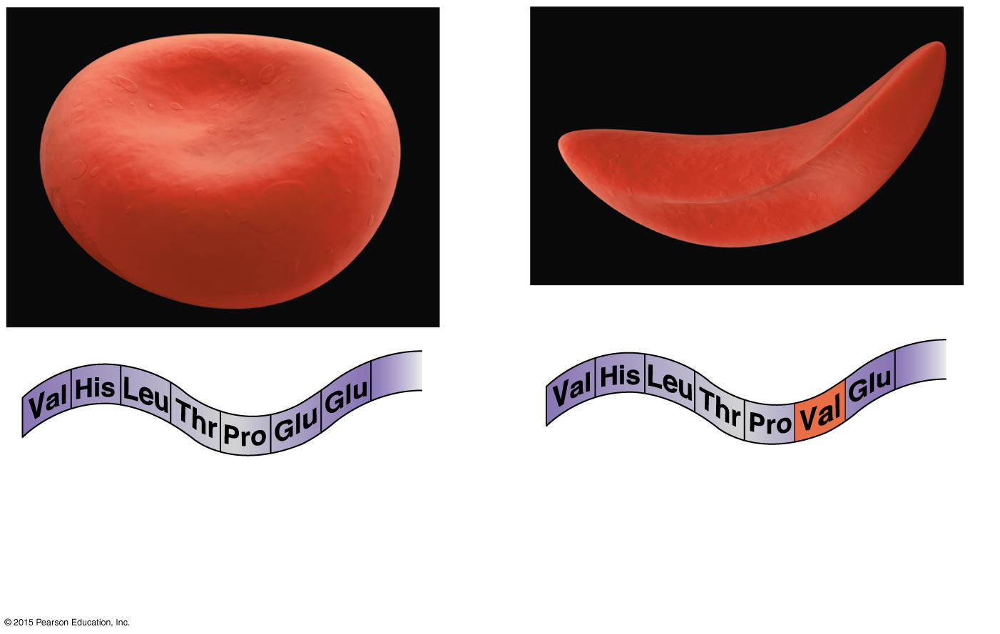 Val His Leu Thr Pro Glu Glu
Val His Leu Thr Pro Val Glu
© 2015 Pearson Education, Inc.